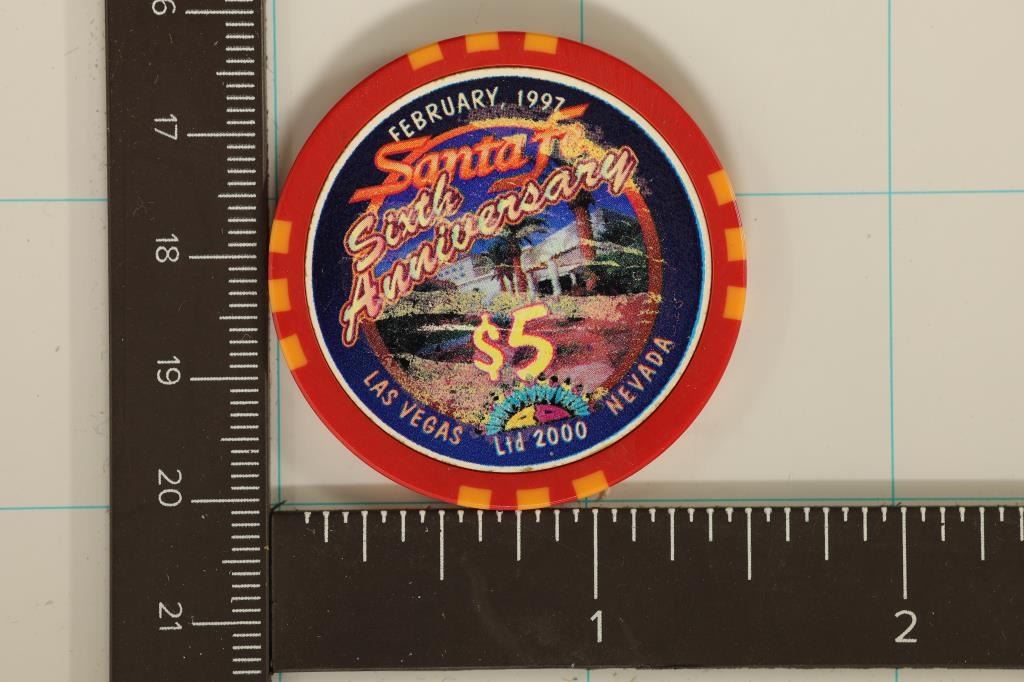 FEBRUARY, 1997
Santa Fe
Sixth
Anniversary
$5
LAS VEGAS
Ltd 2000
NEVADA
16
17
18
19
20
21
1
2